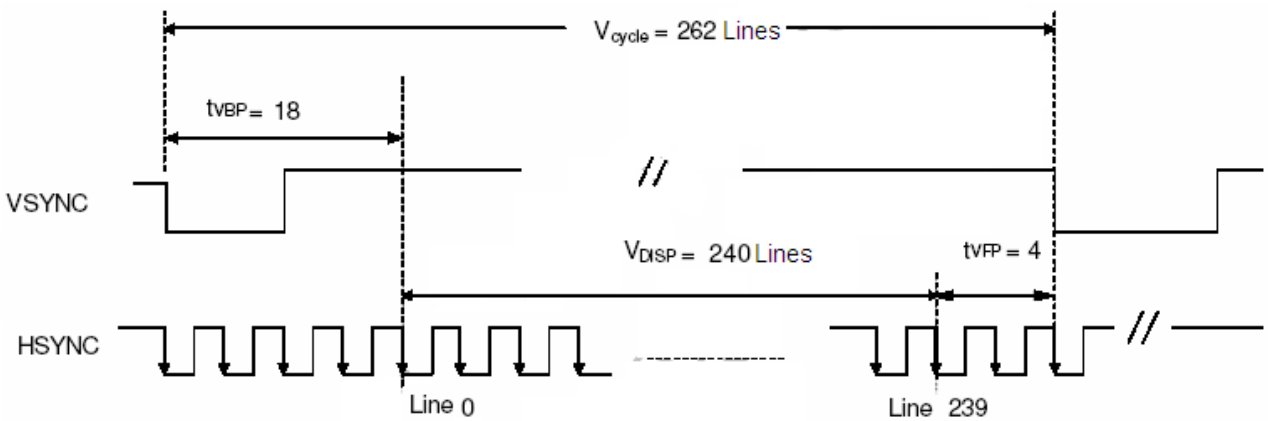 Vcycle = 262 Lines
tVBP = 18
//
VSYNC
VDISP = 240 Lines
tVFP = 4
HSYNC
//
Line 0
Line 239